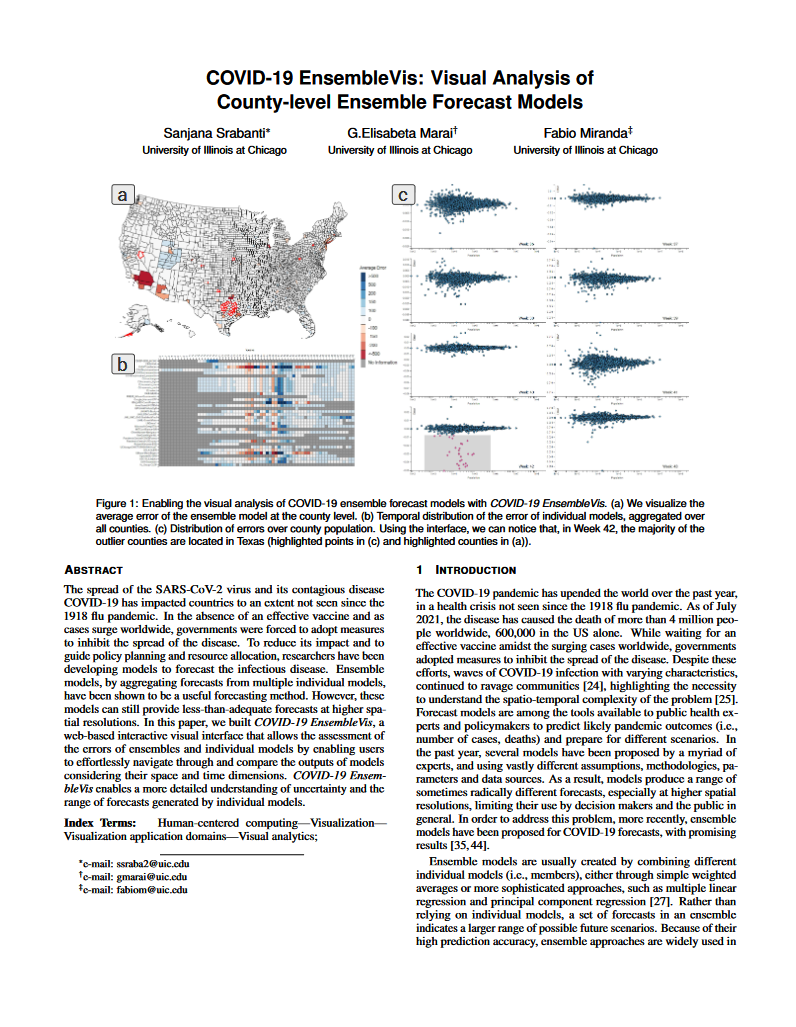 COVID-19 EnsembleVis: Visual Analysis of
County-level Ensemble Forecast Models
Sanjana Srabanti*
University of Illinois at Chicago
G.Elisabeta Marai†
University of Illinois at Chicago
Fabio Miranda‡
University of Illinois at Chicago
a
b
c
Average Error
No Information
Figure 1: Enabling the visual analysis of COVID-19 ensemble forecast models with COVID-19 EnsembleVis. (a) We visualize the
average error of the ensemble model at the county level. (b) Temporal distribution of the error of individual models, aggregated over
all counties. (c) Distribution of errors over county population. Using the interface, we can notice that, in Week 42, the majority of the
outlier counties are located in Texas (highlighted points in (c) and highlighted counties in (a)).
ABSTRACT
The spread of the SARS-CoV-2 virus and its contagious disease
COVID-19 has impacted countries to an extent not seen since the
1918 flu pandemic. In the absence of an effective vaccine and as
cases surge worldwide, governments were forced to adopt measures
to inhibit the spread of the disease. To reduce its impact and to
guide policy planning and resource allocation, researchers have been
developing models to forecast the infectious disease. Ensemble
models, by aggregating forecasts from multiple individual models,
have been shown to be a useful forecasting method. However, these
models can still provide less-than-adequate forecasts at higher spa-
tial resolutions. In this paper, we built COVID-19 EnsembleVis, a
web-based interactive visual interface that allows the assessment of
the errors of ensembles and individual models by enabling users
to effortlessly navigate through and compare the outputs of models
considering their space and time dimensions. COVID-19 Ensem-
bleVis enables a more detailed understanding of uncertainty and the
range of forecasts generated by individual models.
Index Terms: Human-centered computing—Visualization—
Visualization application domains—Visual analytics;
*e-mail: ssraba2@uic.edu
†e-mail: gmarai@uic.edu
‡e-mail: fabiom@uic.edu
1 INTRODUCTION
The COVID-19 pandemic has upended the world over the past year,
in a health crisis not seen since the 1918 flu pandemic. As of July
2021, the disease has caused the death of more than 4 million peo-
ple worldwide, 600,000 in the US alone. While waiting for an
effective vaccine amidst the surging cases worldwide, governments
adopted measures to inhibit the spread of the disease. Despite these
efforts, waves of COVID-19 infection with varying characteristics,
continued to ravage communities [24], highlighting the necessity
to understand the spatio-temporal complexity of the problem [25].
Forecast models are among the tools available to public health ex-
perts and policymakers to predict likely pandemic outcomes (i.e.,
number of cases, deaths) and prepare for different scenarios. In
the past year, several models have been proposed by a myriad of
experts, and using vastly different assumptions, methodologies, pa-
rameters and data sources. As a result, models produce a range of
sometimes radically different forecasts, especially at higher spatial
resolutions, limiting their use by decision makers and the public in
general. In order to address this problem, more recently, ensemble
models have been proposed for COVID-19 forecasts, with promising
results [35,44].
Ensemble models are usually created by combining different
individual models (i.e., members), either through simple weighted
averages or more sophisticated approaches, such as multiple linear
regression and principal component regression [27]. Rather than
relying on individual models, a set of forecasts in an ensemble
indicates a larger range of possible future scenarios. Because of their
high prediction accuracy, ensemble approaches are widely used in